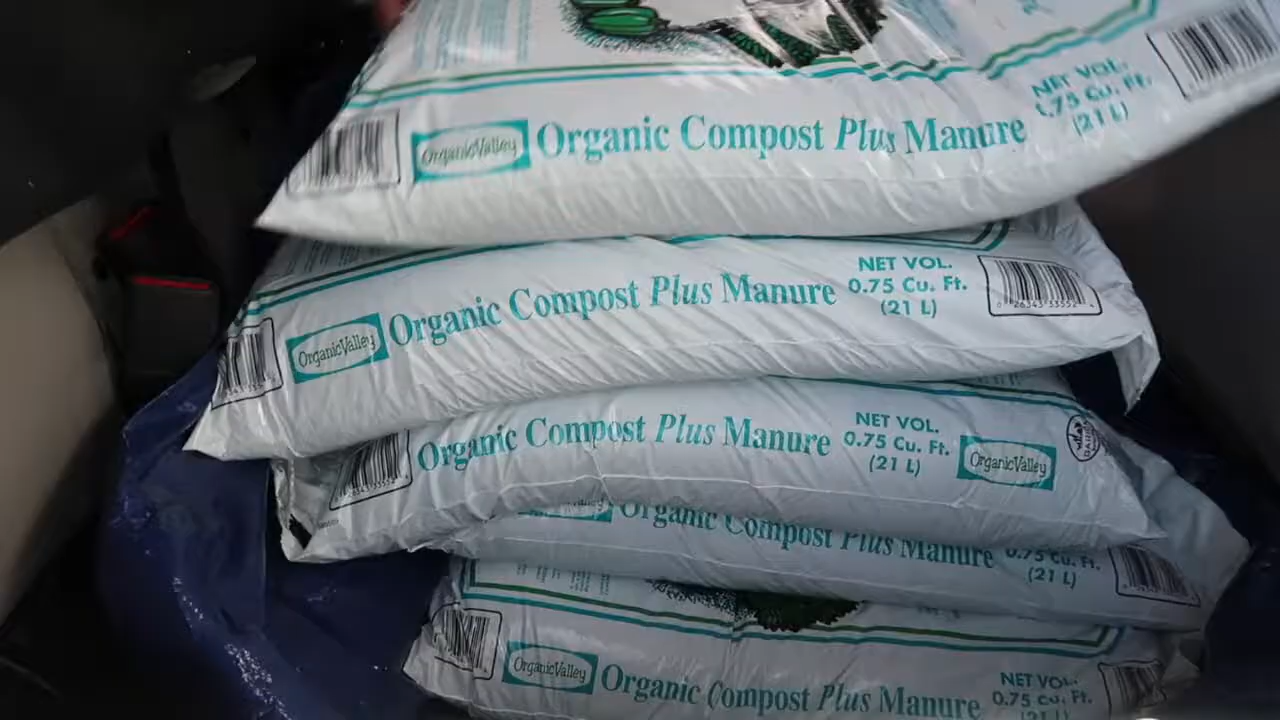 OrganicValley Organic Compost Plus Manure
NET VOL.
.75 Cu. Ft.
(21 L)
OrganicValley Organic Compost Plus Manure
NET VOL.
0.75 Cu. Ft.
(21 L)
Organic Compost Plus Manure
NET VOL.
0.75 Cu. Ft.
(21 L)
OrganicValley
Organic Compost Plus Manure
0.75 Cu. Ft.
(21 L)
OrganicValley Organic Compost Plus Manure
NET VOL.
0.75 Cu. Ft.
(21 L)